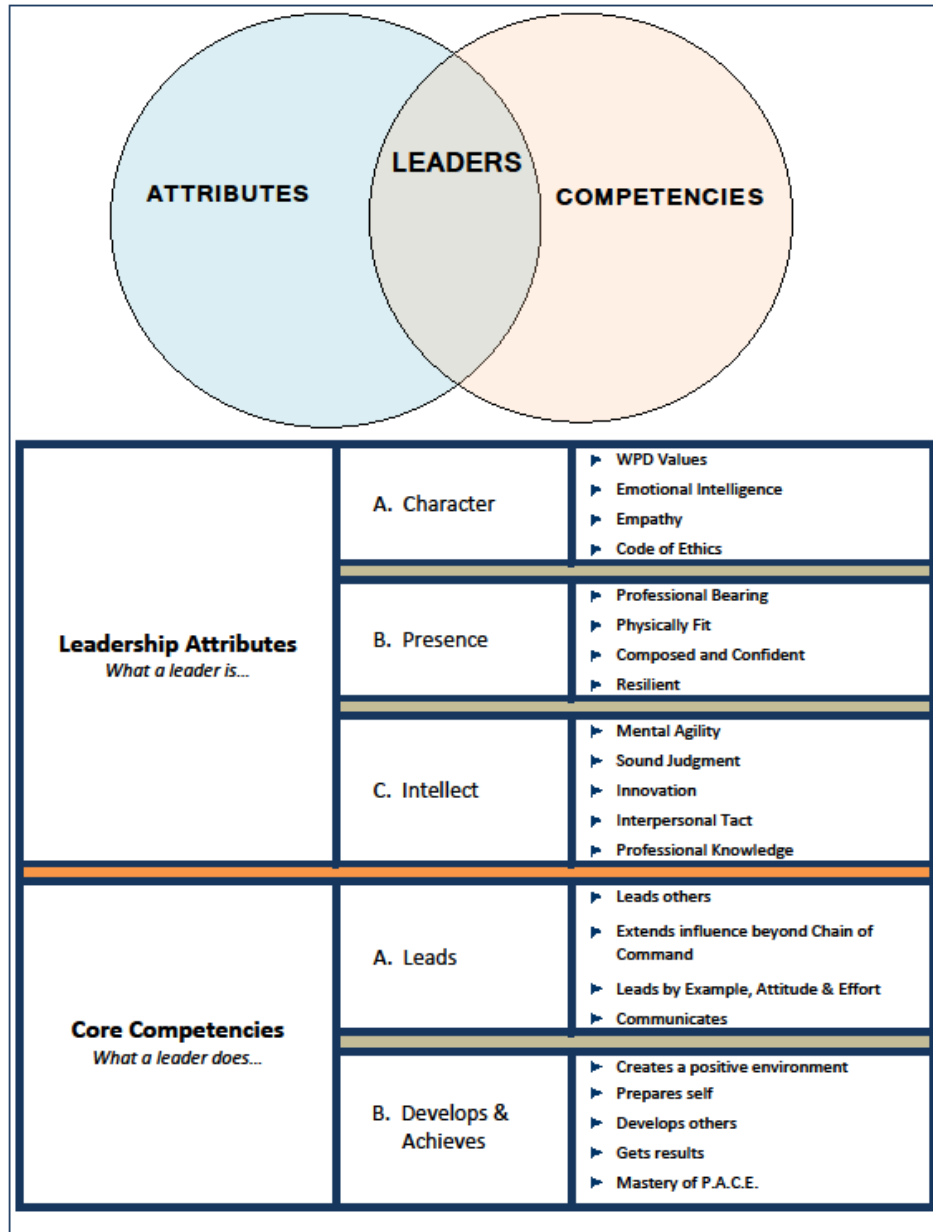 ATTRIBUTES
LEADERS
COMPETENCIES
Leadership Attributes
What a leader is...
A. Character
WPD Values
Emotional Intelligence
Empathy
Code of Ethics
B. Presence
Professional Bearing
Physically Fit
Composed and Confident
Resilient
C. Intellect
Mental Agility
Sound Judgment
Innovation
Interpersonal Tact
Professional Knowledge
Core Competencies
What a leader does...
A. Leads
Leads others
Extends influence beyond Chain of
Command
Leads by Example, Attitude & Effort
Communicates
B. Develops &
Achieves
Creates a positive environment
Prepares self
Develops others
Gets results
Mastery of P.A.C.E.